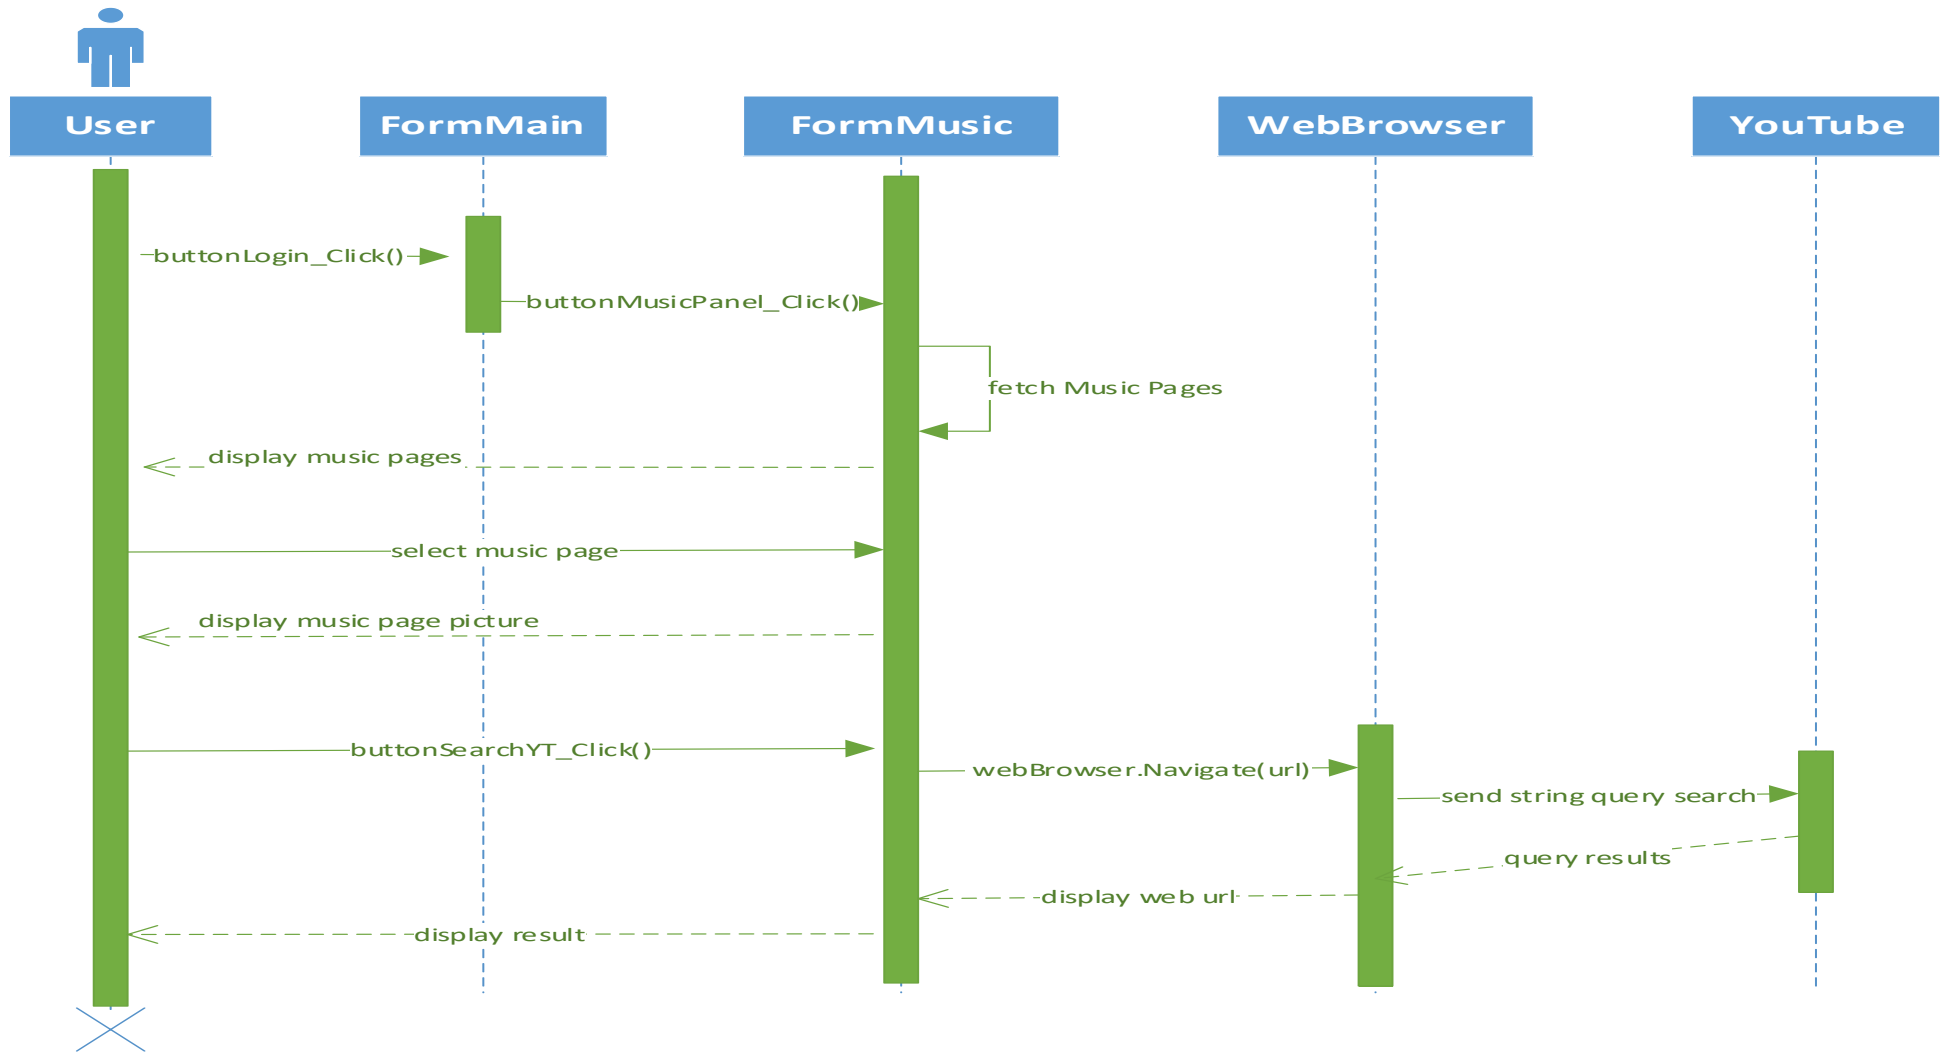 User
FormMain
FormMusic
WebBrowser
YouTube
buttonLogin_Click()
buttonMusicPanel_Click()
fetch Music Pages
display music pages
select music page
display music page picture
buttonSearchYT_Click()
webBrowser.Navigate(url)
send string query search
query results
display web url
display result